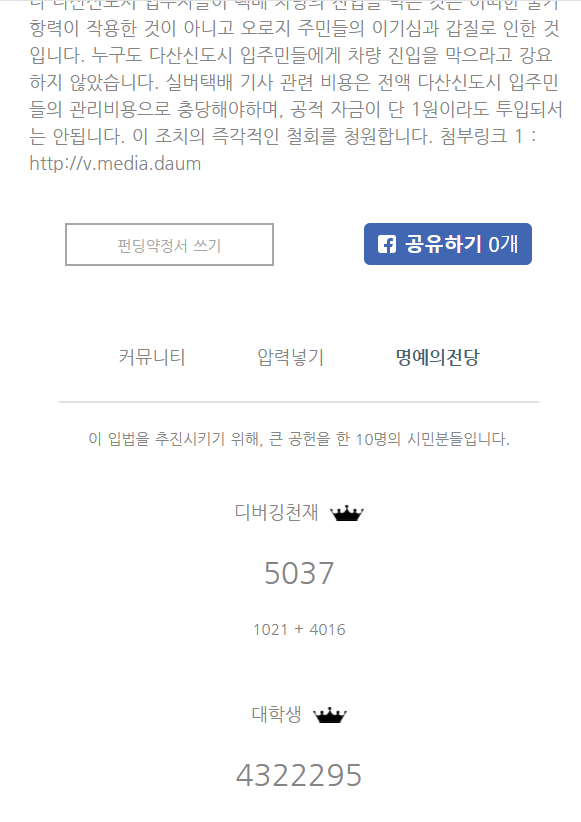 항력이 작용한 것이 아니고 오로지 주민들의 이기심과 갑질로 인한 것
입니다. 누구도 다산신도시 입주민들에게 차량 진입을 막으라고 강요
하지 않았습니다. 실버택배 기사 관련 비용은 전액 다산신도시 입주민
들의 관리비용으로 충당해야하며, 공적 자금이 단 1원이라도 투입되서
는 안됩니다. 이 조치의 즉각적인 철회를 청원합니다. 첨부링크 1 :
http://v.media.daum
펀딩약정서 쓰기
공유하기 0개
커뮤니티 압력넣기 명예의전당
이 입법을 추진시키기 위해, 큰 공헌을 한 10명의 시민분들입니다.
디버깅천재
5037
1021 + 4016
대학생
4322295